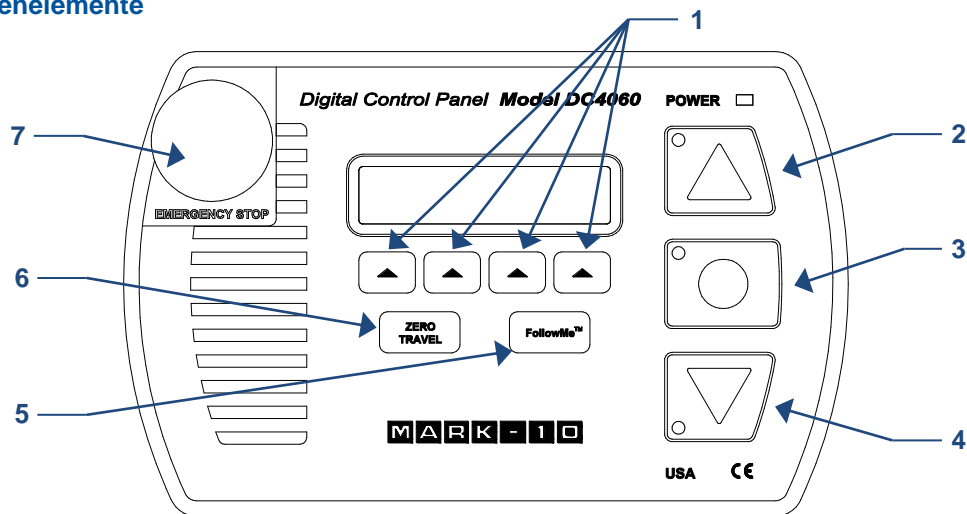 enelemente
1
Digital Control Panel Model DC4060
POWER
7
2
EMERGENCY STOP
3
6
ZERO
TRAVEL
FollowMe™
5
MARK-10
4
USA CE